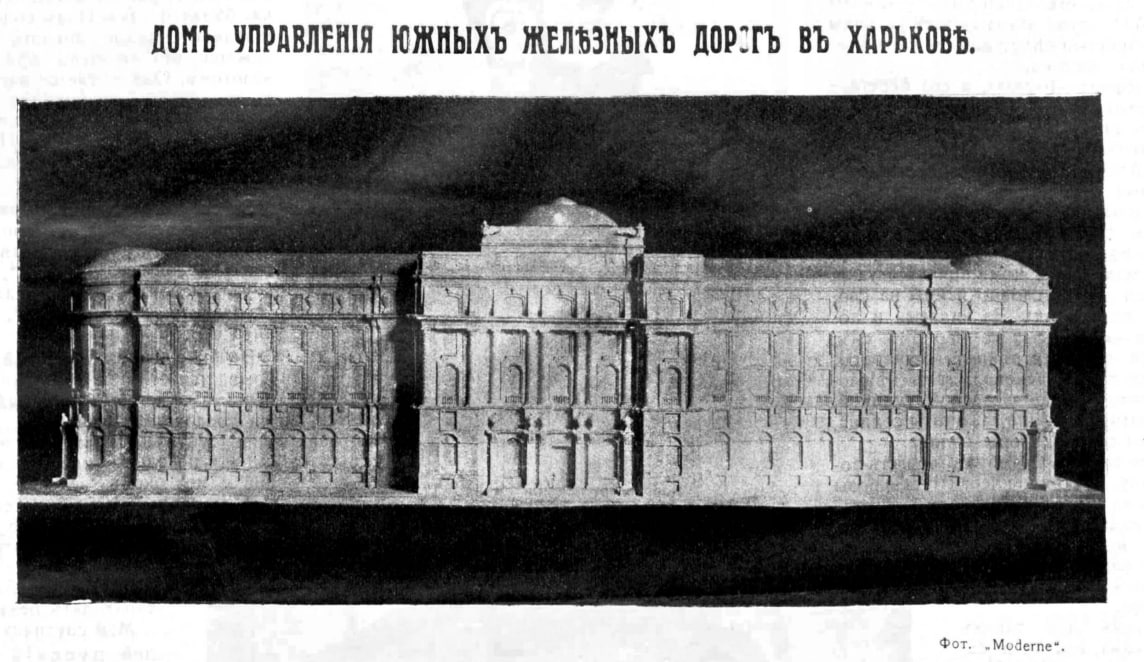 ДОМЪ УПРАВЛЕНІЯ ЮЖНЫХЪ ЖЕЛѢЗНЫХЪ ДОРОГЪ ВЪ ХАРЬКОВѢ.
Фот. „Moderne“.